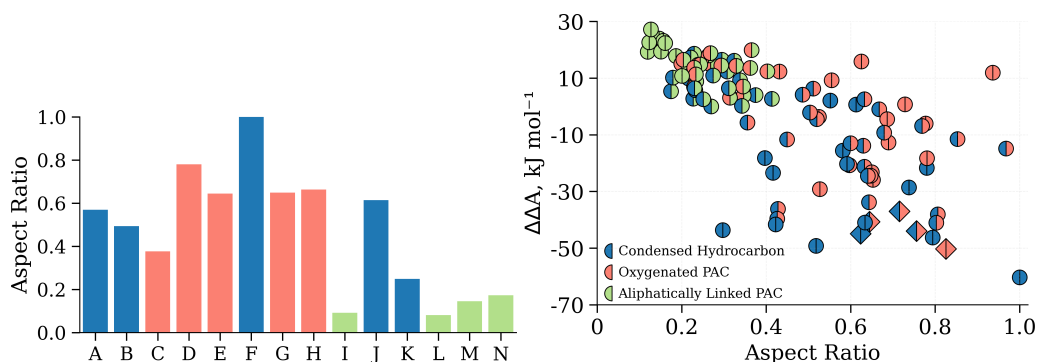 1.0
0.8
0.6
0.4
0.2
0.0
Aspect Ratio
A B C D E F G H I J K L M N
30
10
-10
-30
-50
-70
ΔΔA, kJ mol⁻¹
Condensed Hydrocarbon
Oxygenated PAC
Aliphatically Linked PAC
0 0.2 0.4 0.6 0.8 1.0
Aspect Ratio